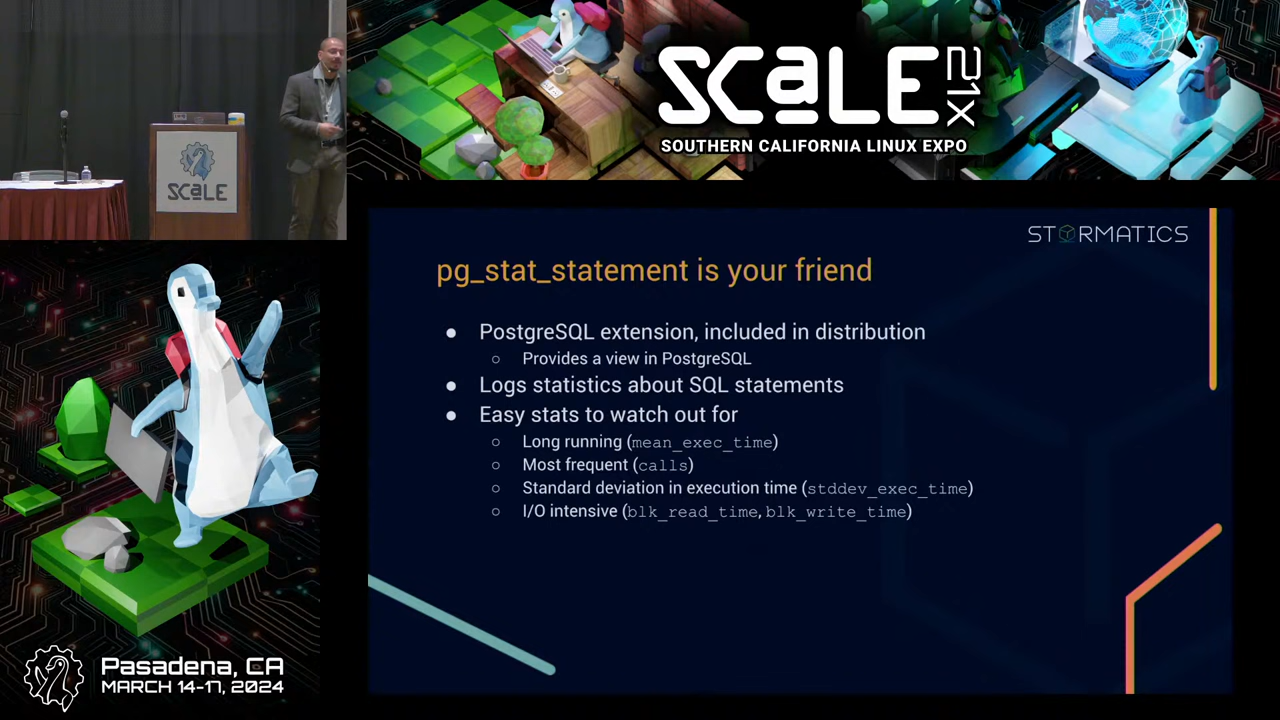 SCALE
SCALE 21X
SOUTHERN CALIFORNIA LINUX EXPO
STORMATICS
pg_stat_statement is your friend
● PostgreSQL extension, included in distribution
○ Provides a view in PostgreSQL
● Logs statistics about SQL statements
● Easy stats to watch out for
○ Long running (mean_exec_time)
○ Most frequent (calls)
○ Standard deviation in execution time (stddev_exec_time)
○ I/O intensive (blk_read_time, blk_write_time)
Pasadena, CA
MARCH 14-17, 2024